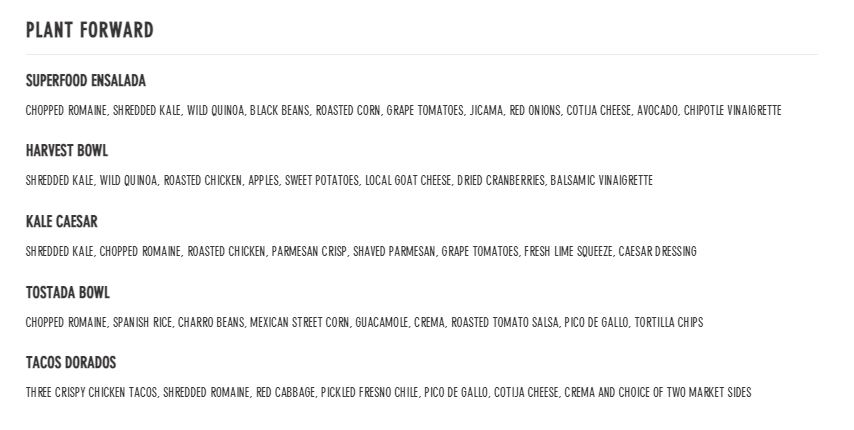 PLANT FORWARD
SUPERFOOD ENSALADA
CHOPPED ROMAINE, SHREDDED KALE, WILD QUINOA, BLACK BEANS, ROASTED CORN, GRAPE TOMATOES, JICAMA, RED ONIONS, COTIJA CHEESE, AVOCADO, CHIPOTLE VINAIGRETTE
HARVEST BOWL
SHREDDED KALE, WILD QUINOA, ROASTED CHICKEN, APPLES, SWEET POTATOES, LOCAL GOAT CHEESE, DRIED CRANBERRIES, BALSAMIC VINAIGRETTE
KALE CAESAR
SHREDDED KALE, CHOPPED ROMAINE, ROASTED CHICKEN, PARMESAN CRISP, SHAVED PARMESAN, GRAPE TOMATOES, FRESH LIME SQUEEZE, CAESAR DRESSING
TOSTADA BOWL
CHOPPED ROMAINE, SPANISH RICE, CHARRO BEANS, MEXICAN STREET CORN, GUACAMOLE, CREMA, ROASTED TOMATO SALSA, PICO DE GALLO, TORTILLA CHIPS
TACOS DORADOS
THREE CRISPY CHICKEN TACOS, SHREDDED ROMAINE, RED CABBAGE, PICKLED FRESNO CHILE, PICO DE GALLO, COTIJA CHEESE, CREMA AND CHOICE OF TWO MARKET SIDES